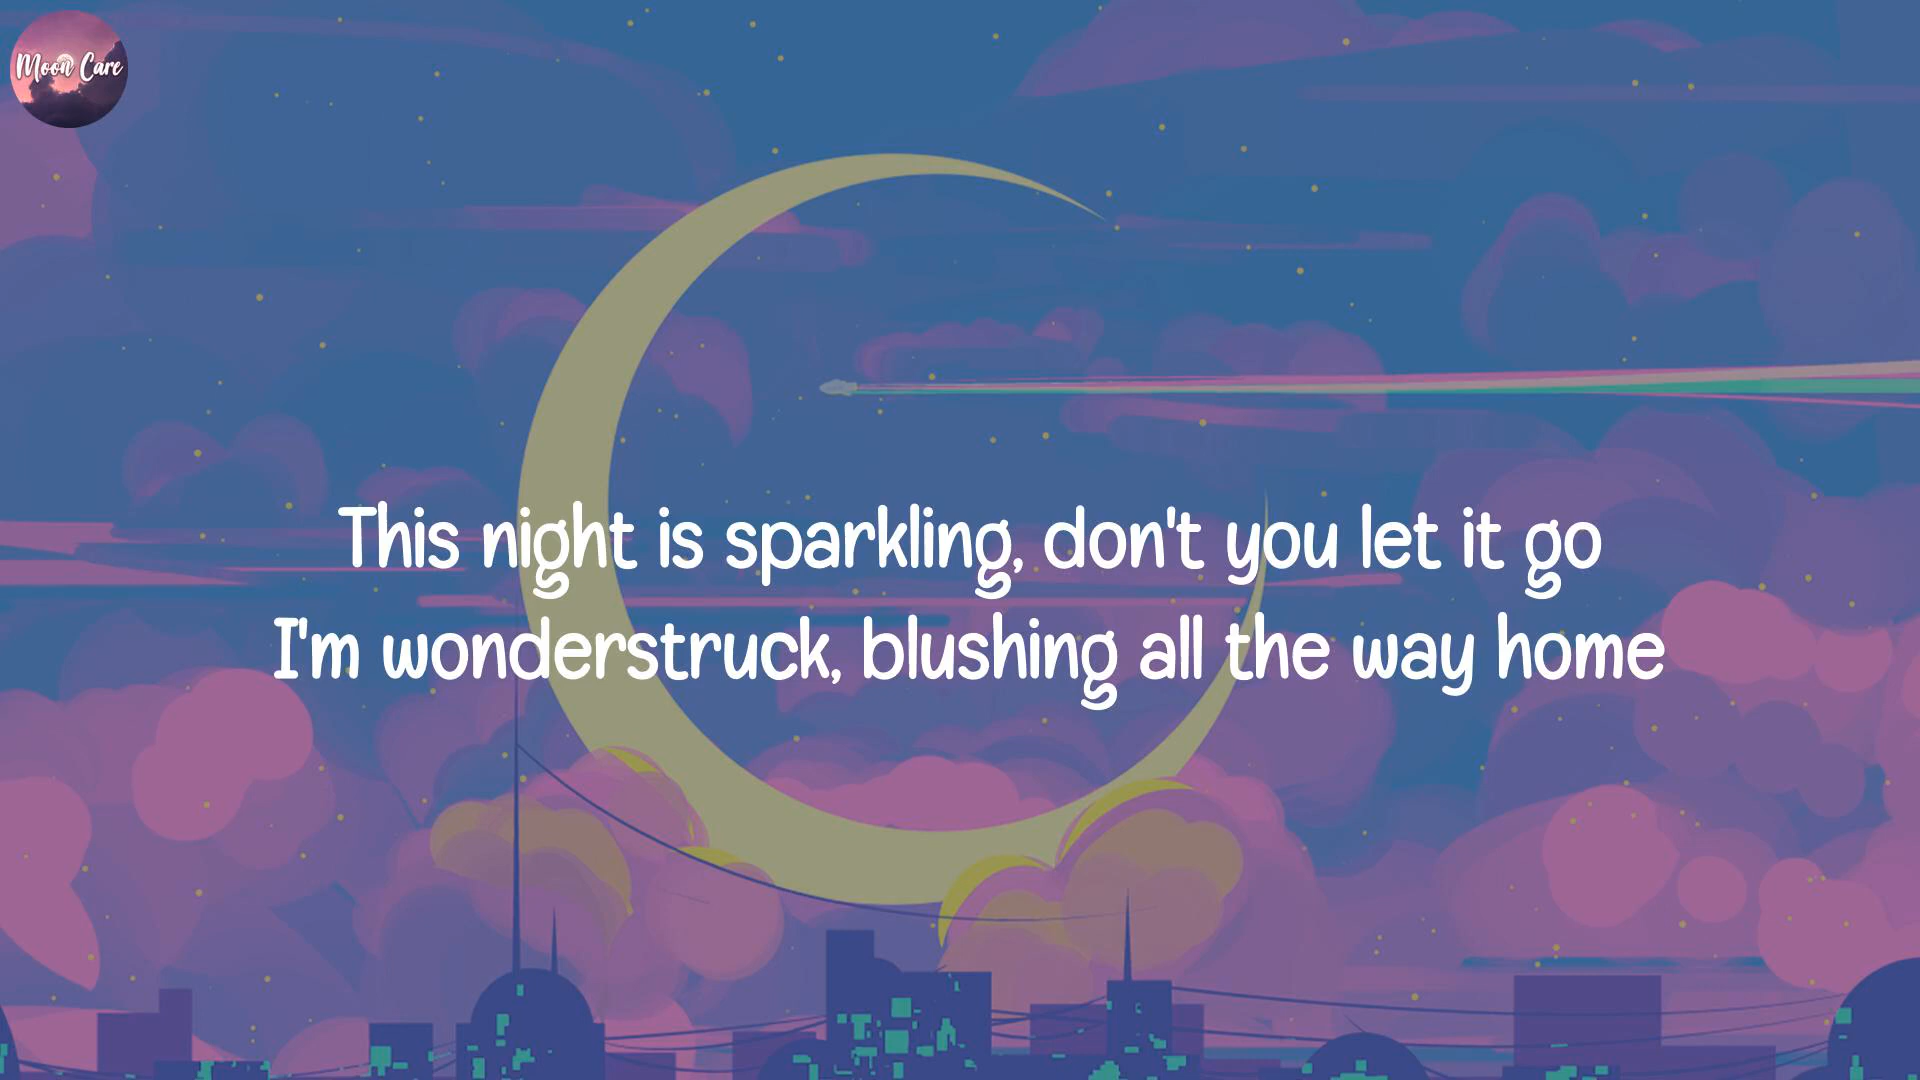 Moon Care
This night is sparkling, don't you let it go
I'm wonderstruck, blushing all the way home